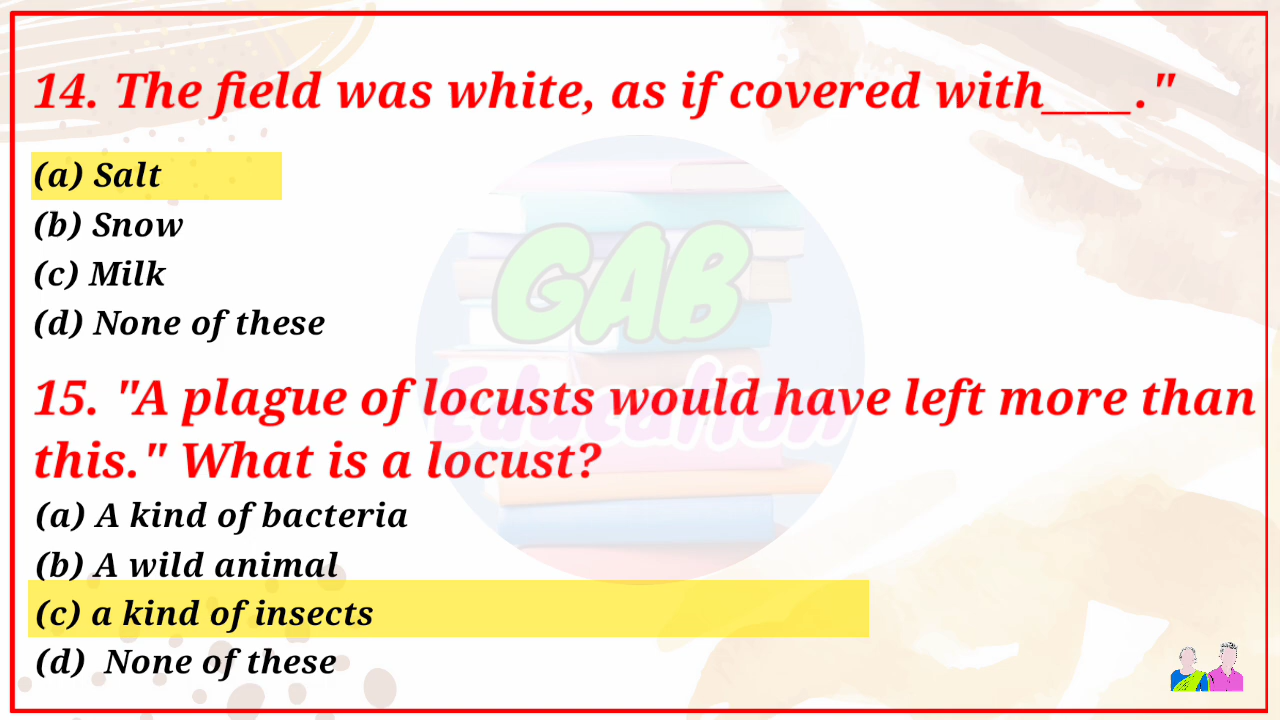 14. The field was white, as if covered with____."
(a) Salt
(b) Snow
(c) Milk
(d) None of these
GAB
Education
15. "A plague of locusts would have left more than
this." What is a locust?
(a) A kind of bacteria
(b) A wild animal
(c) a kind of insects
(d) None of these